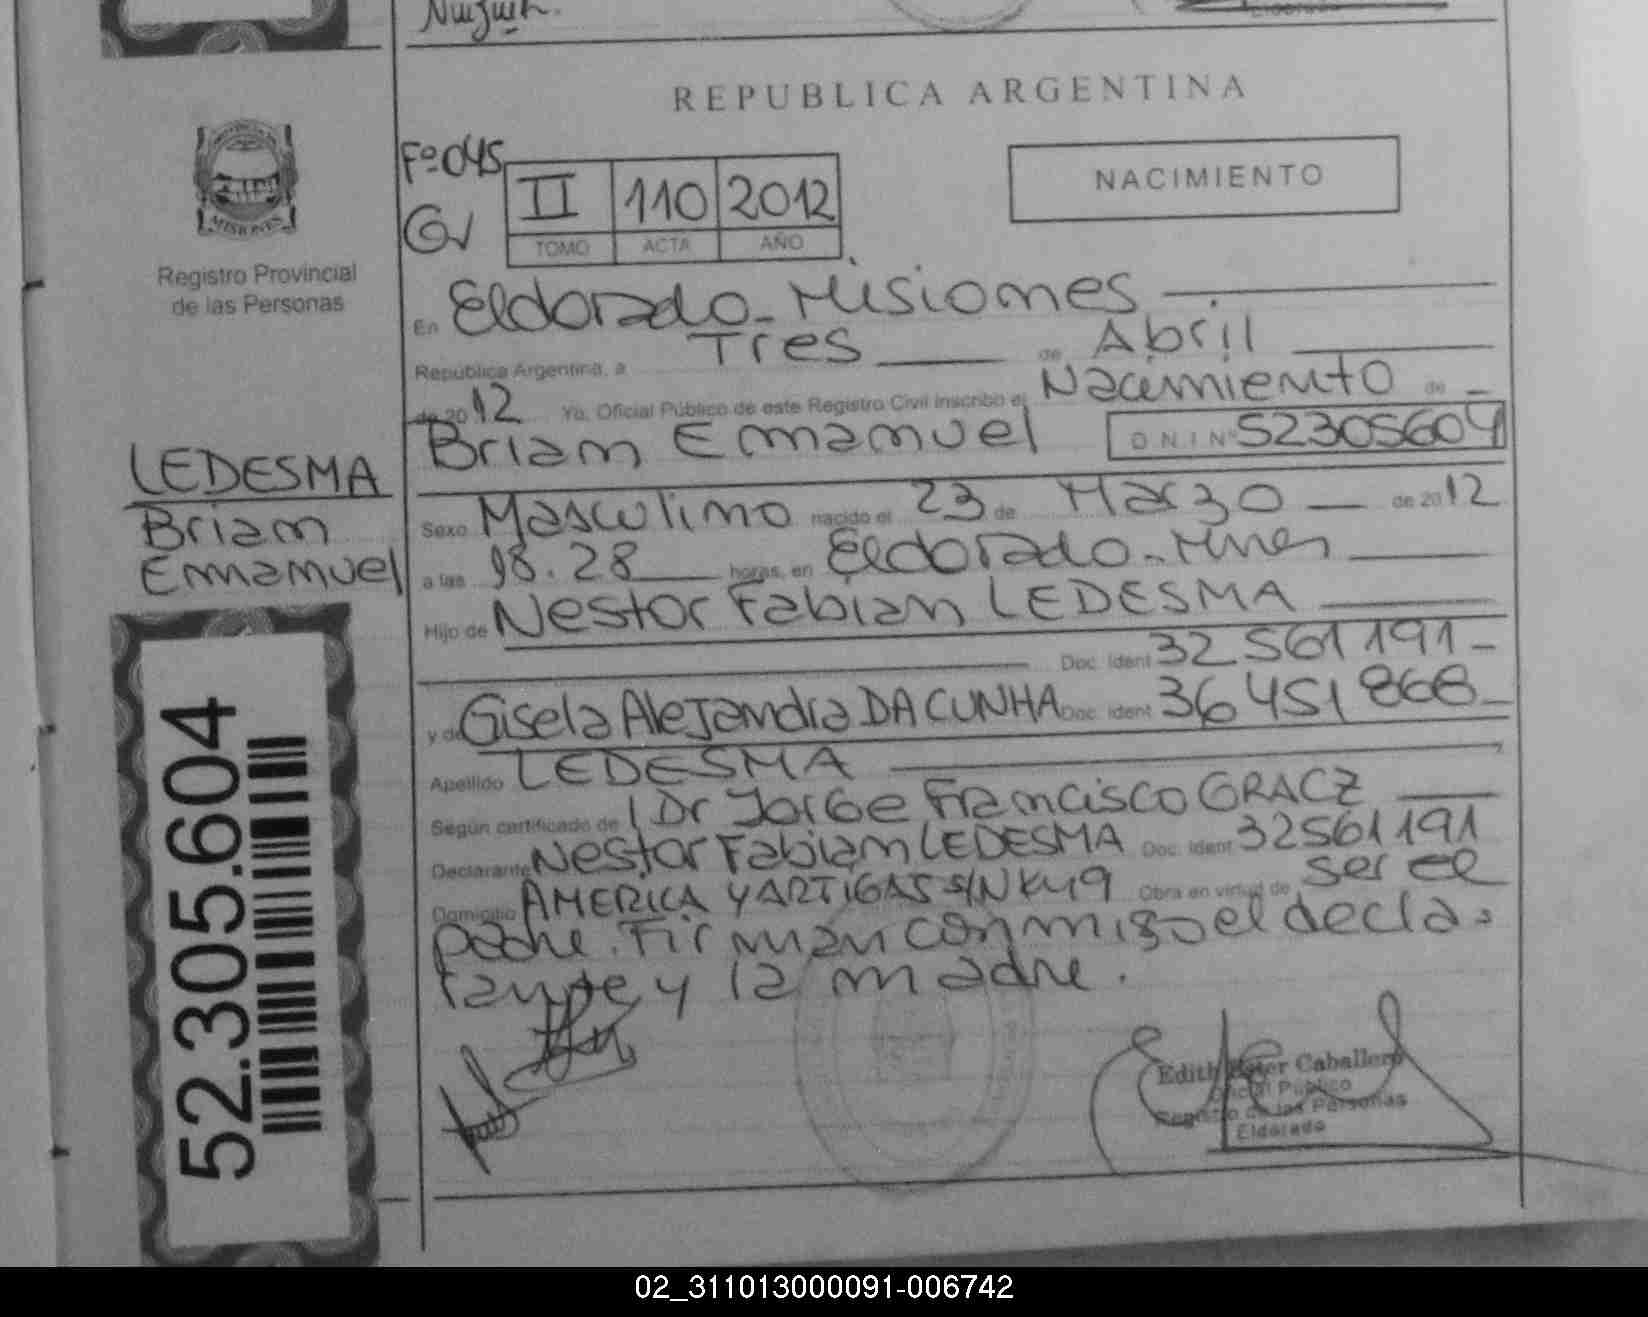 REPUBLICA ARGENTINA
MISIONES
Registro Provincial
de las Personas
Fº 045
II 110 2012
TOMO ACTA AÑO
NACIMIENTO
En Eldorado - Misiones
República Argentina, a Tres de Abril
de 2012 Yo, Oficial Público de este Registro Civil inscribo el Nacimiento de
Brian Emmanuel D.N.I Nº 52305604
LEDESMA
Brian
Emmanuel
Sexo Masculino nacido el 23 de Marzo de 2012
a las 98.28 horas, en Eldorado - Mnes
Hijo de Nestor Fabian LEDESMA
Doc. Ident 32561191-
y de Gisela Alejandra DA CUNHA Doc. Ident 36451868-
Apellido LEDESMA
Según certificado de Dr Jorge Francisco GRACZ
Declarante Nestor Fabian LEDESMA Doc. Ident 32561191
Domicilio AMERICA Y ARTIGAS S/N KM9 Obra en virtud de ser el
padre. Firman conmigo el decla-
rante y la madre.
52.305.604
Edith Ester Caballero
Oficial Público
Registro de las Personas
Eldorado
02_311013000091-006742